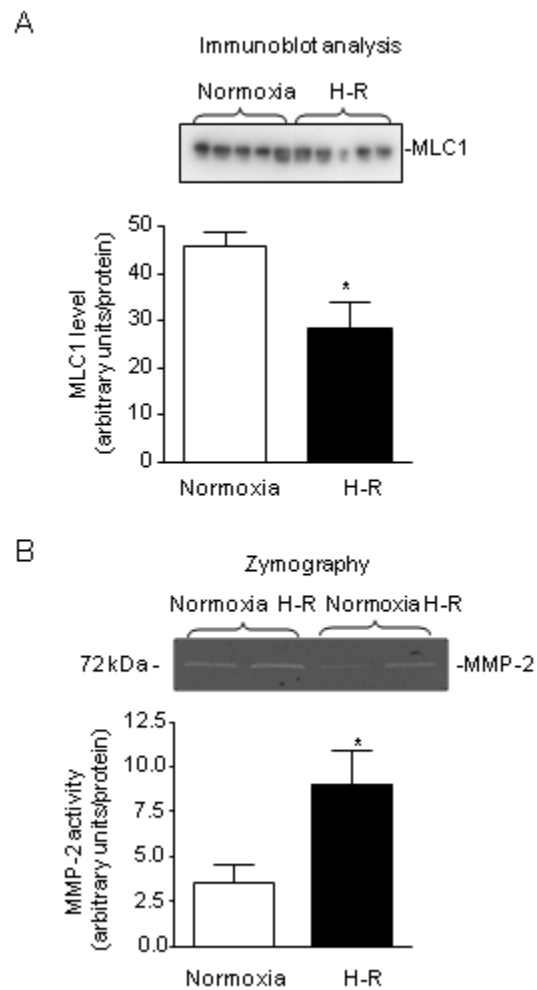 A
Immunoblot analysis
Normoxia H-R
-MLC1
50
40
30
20
10
0
MLC1 level
(arbitrary units/protein)
*
Normoxia H-R
B
Zymography
Normoxia H-R Normoxia H-R
72kDa- -MMP-2
12.5
10.0
7.5
5.0
2.5
0.0
MMP-2 activity
(arbitrary units/protein)
*
Normoxia H-R